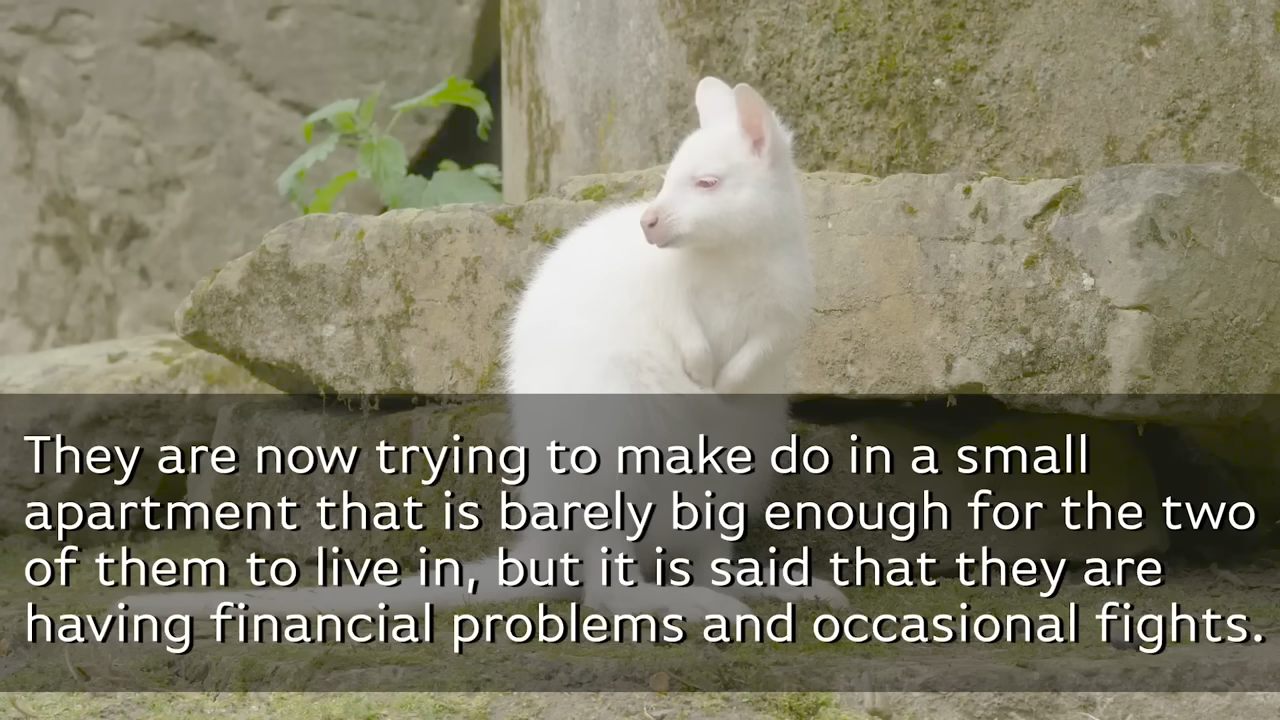 They are now trying to make do in a small
apartment that is barely big enough for the two
of them to live in, but it is said that they are
having financial problems and occasional fights.